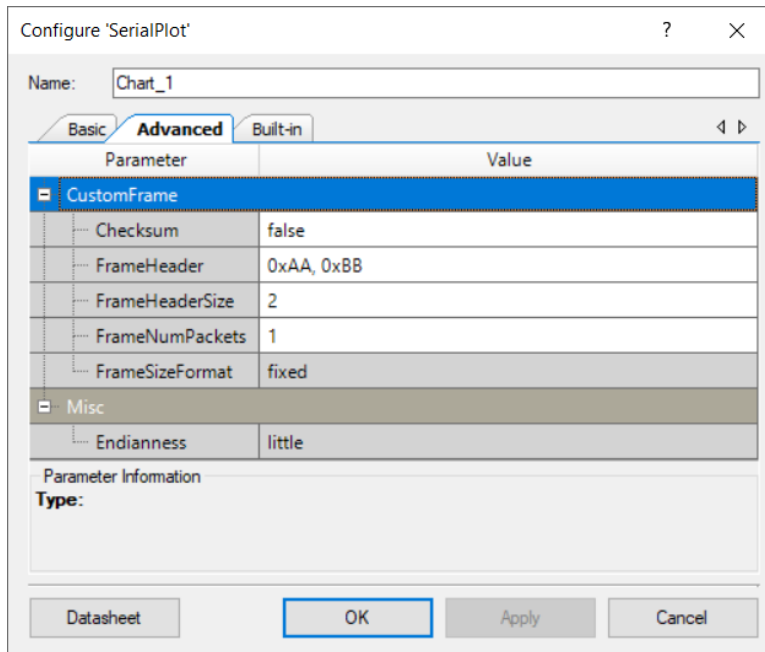 Configure 'SerialPlot'
Name: Chart_1
Basic Advanced Built-in
Parameter Value
CustomFrame
Checksum false
FrameHeader 0xAA, 0xBB
FrameHeaderSize 2
FrameNumPackets 1
FrameSizeFormat fixed
Misc
Endianness little
Parameter Information
Type:
Datasheet OK Apply Cancel